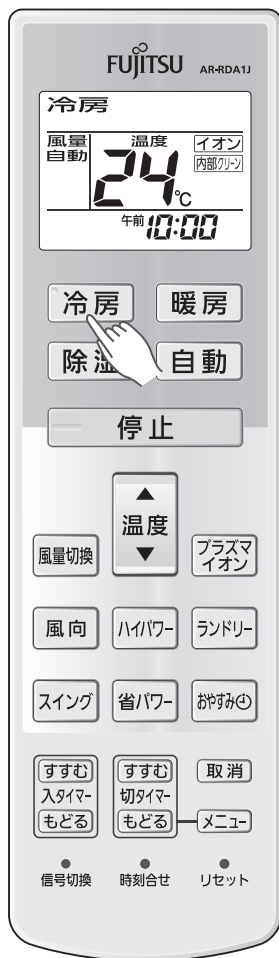 FUJITSU AR-RDA1J
冷房
風量 温度 イオン
自動 24℃ 内部クリーン
午前10:00
冷房 暖房
除湿 自動
停止
▲
温度
▼
風量切換 プラズマ
イオン
風向 ハイパワー ランドリー
スイング 省パワー おやすみ
すすむ すすむ 取消
入タイマー 切タイマー
もどる もどる メニュー
信号切換 時刻合せ リセット